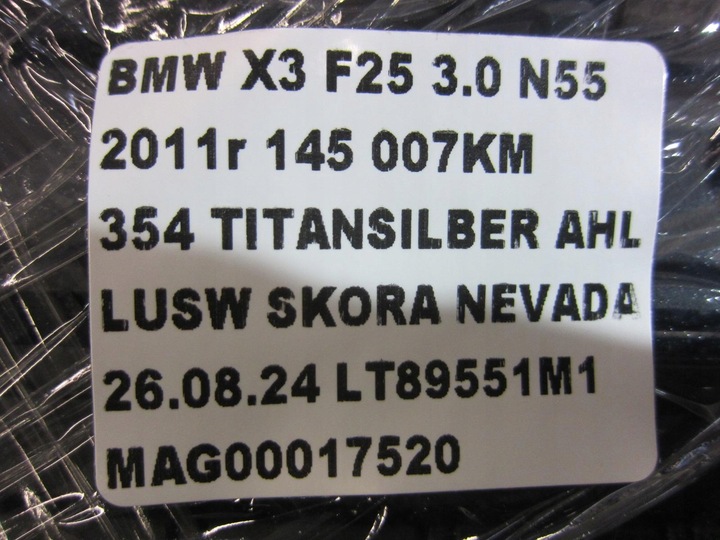 BMW X3 F25 3.0 N55
2011r 145 007KM
354 TITANSILBER AHL
LUSW SKORA NEVADA
26.08.24 LT89551M1
MAG00017520